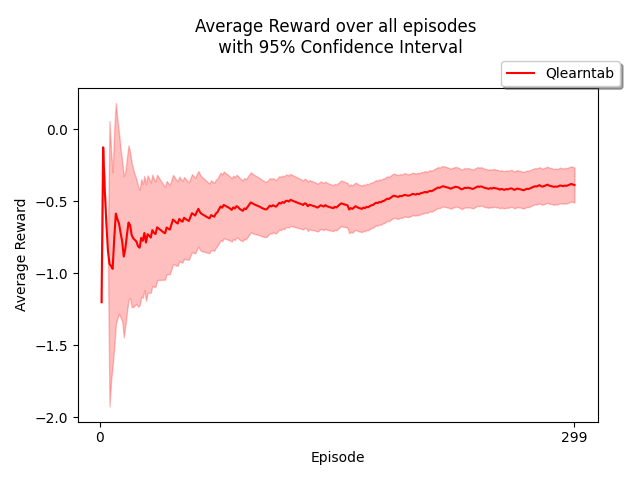 Average Reward over all episodes
with 95% Confidence Interval
Qlearntab
Average Reward
0.0
−0.5
−1.0
−1.5
−2.0
0
299
Episode